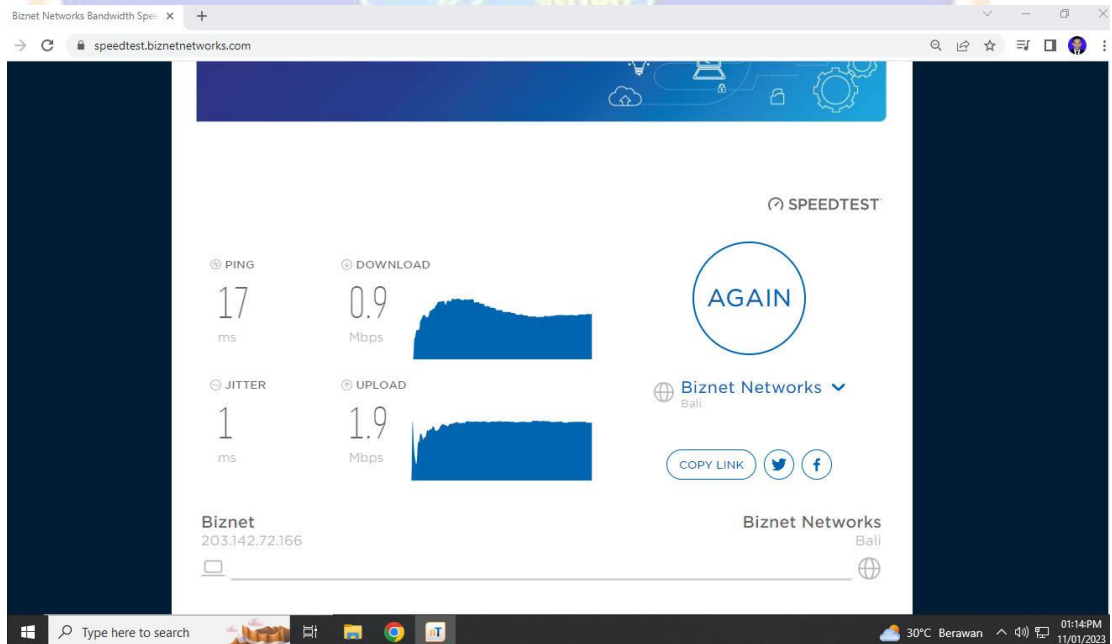 Biznet Networks Bandwidth Spee
speedtest.biznetnetworks.com
SPEEDTEST
PING
17
ms
DOWNLOAD
0.9
Mbps
AGAIN
JITTER
1
ms
UPLOAD
1.9
Mbps
Biznet Networks
Bali
COPY LINK
Biznet
203.142.72.166
Biznet Networks
Bali
Type here to search
nT
30°C Berawan
01:14PM
11/01/2023